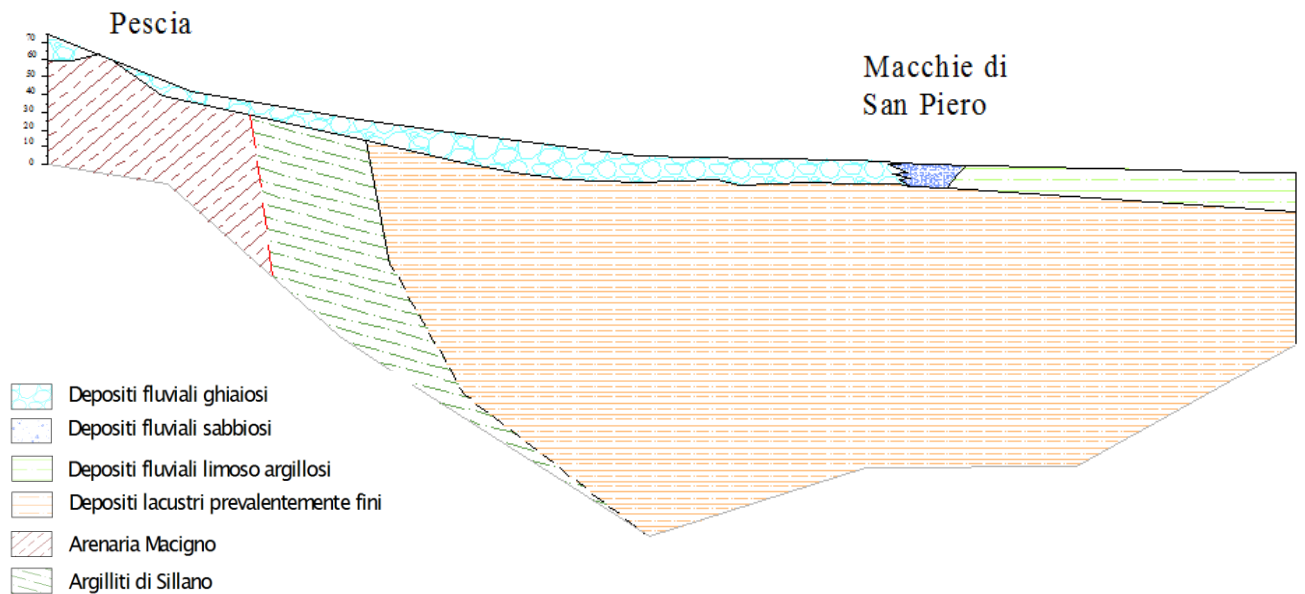 Pescia
Macchie di
San Piero
70
60
50
40
30
20
10
0
Depositi fluviali ghiaiosi
Depositi fluviali sabbiosi
Depositi fluviali limoso argillosi
Depositi lacustri prevalentemente fini
Arenaria Macigno
Argilliti di Sillano